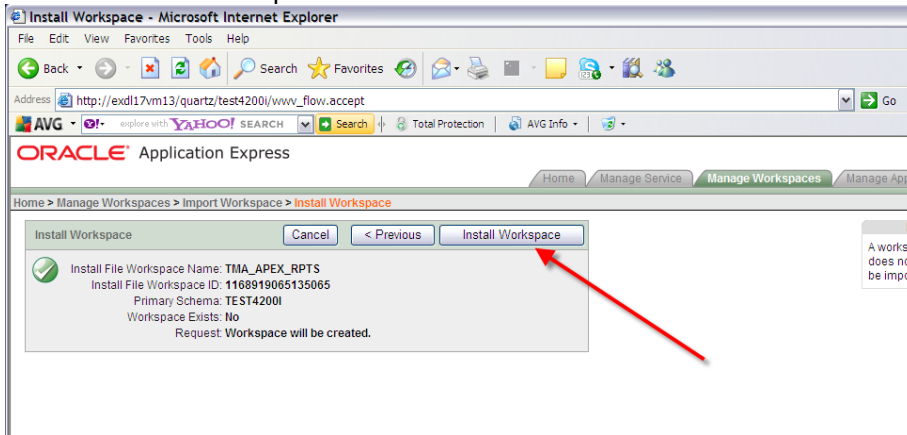 Install Workspace - Microsoft Internet Explorer
File Edit View Favorites Tools Help
Back Search Favorites
Address http://exdl17vm13/quartz/test4200i/wwv_flow.accept Go
AVG explore with YAHOO! SEARCH Search Total Protection AVG Info
ORACLE Application Express
Home Manage Service Manage Workspaces Manage App
Home > Manage Workspaces > Import Workspace > Install Workspace
Install Workspace Cancel < Previous Install Workspace
A works
does no
be impo
Install File Workspace Name: TMA_APEX_RPTS
Install File Workspace ID: 1168919065135065
Primary Schema: TEST4200I
Workspace Exists: No
Request: Workspace will be created.